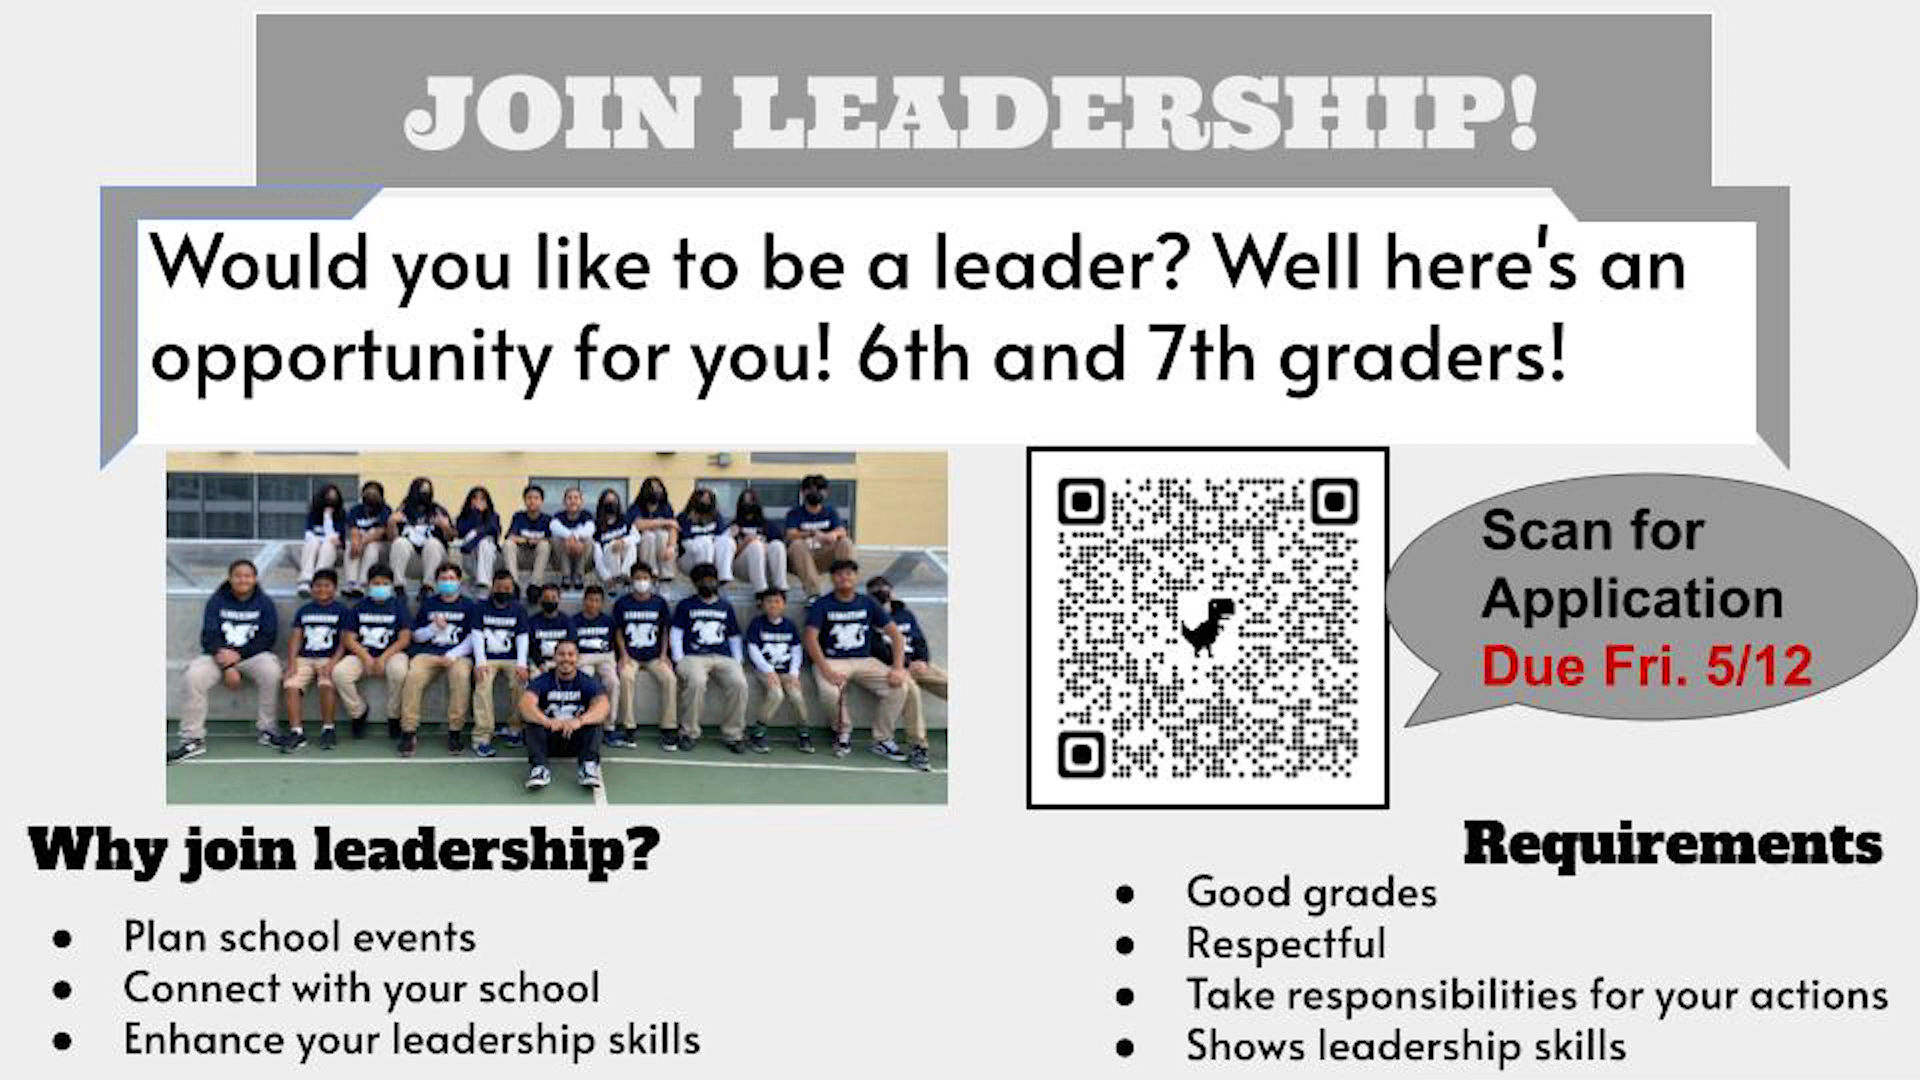 JOIN LEADERSHIP!
Would you like to be a leader? Well here's an
opportunity for you! 6th and 7th graders!
Scan for
Application
Due Fri. 5/12
Why join leadership?
• Plan school events
• Connect with your school
• Enhance your leadership skills
Requirements
• Good grades
• Respectful
• Take responsibilities for your actions
• Shows leadership skills